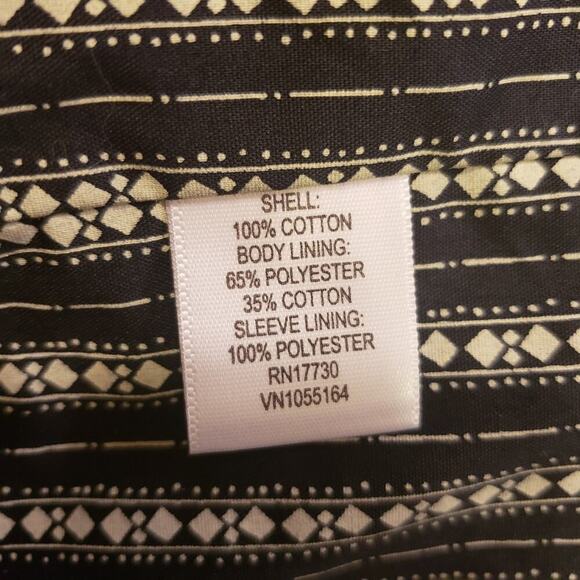 SHELL:
100% COTTON
BODY LINING:
65% POLYESTER
35% COTTON
SLEEVE LINING:
100% POLYESTER
RN17730
VN1055164